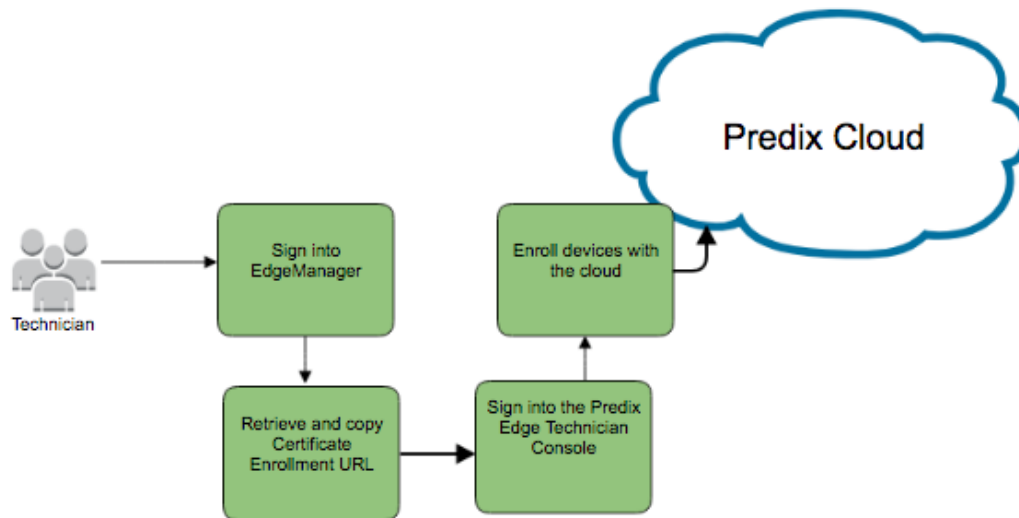 Predix Cloud
Technician
Sign into
EdgeManager
Retrieve and copy
Certificate
Enrollment URL
Sign into the Predix
Edge Technician
Console
Enroll devices with
the cloud